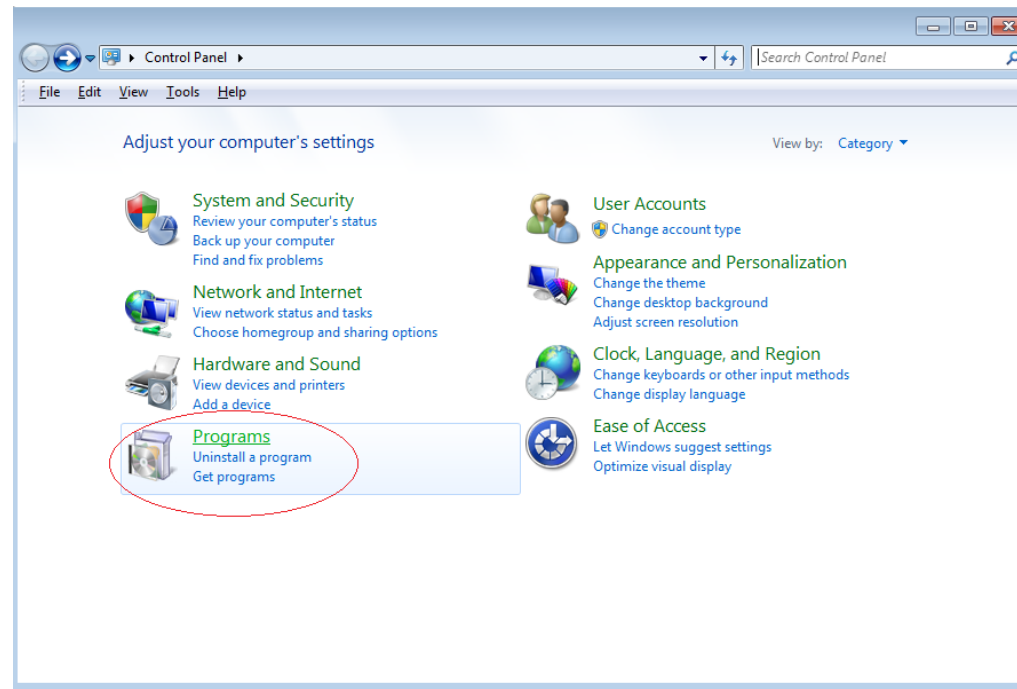 Control Panel
Search Control Panel
File Edit View Tools Help
Adjust your computer's settings
View by: Category
System and Security
Review your computer's status
Back up your computer
Find and fix problems
Network and Internet
View network status and tasks
Choose homegroup and sharing options
Hardware and Sound
View devices and printers
Add a device
Programs
Uninstall a program
Get programs
User Accounts
Change account type
Appearance and Personalization
Change the theme
Change desktop background
Adjust screen resolution
Clock, Language, and Region
Change keyboards or other input methods
Change display language
Ease of Access
Let Windows suggest settings
Optimize visual display